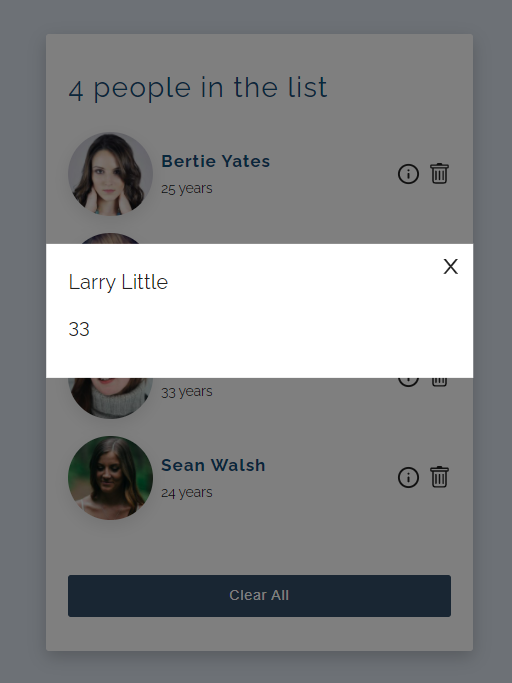 4 people in the list
Bertie Yates
25 years
X
Larry Little
33
33 years
Sean Walsh
24 years
Clear All